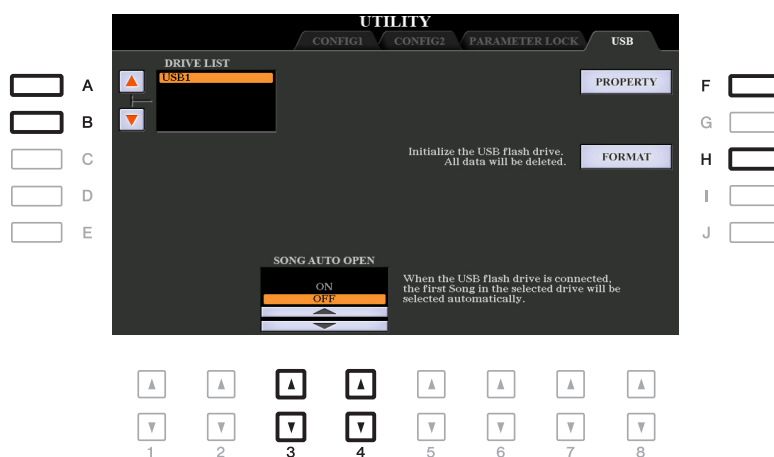 UTILITY
CONFIG1 CONFIG2 PARAMETER LOCK USB
DRIVE LIST
USB1
PROPERTY
Initialize the USB flash drive.
All data will be deleted.
FORMAT
SONG AUTO OPEN
ON
OFF
When the USB flash drive is connected,
the first Song in the selected drive will be
selected automatically.
A
B
C
D
E
F
G
H
I
J
1 2 3 4 5 6 7 8